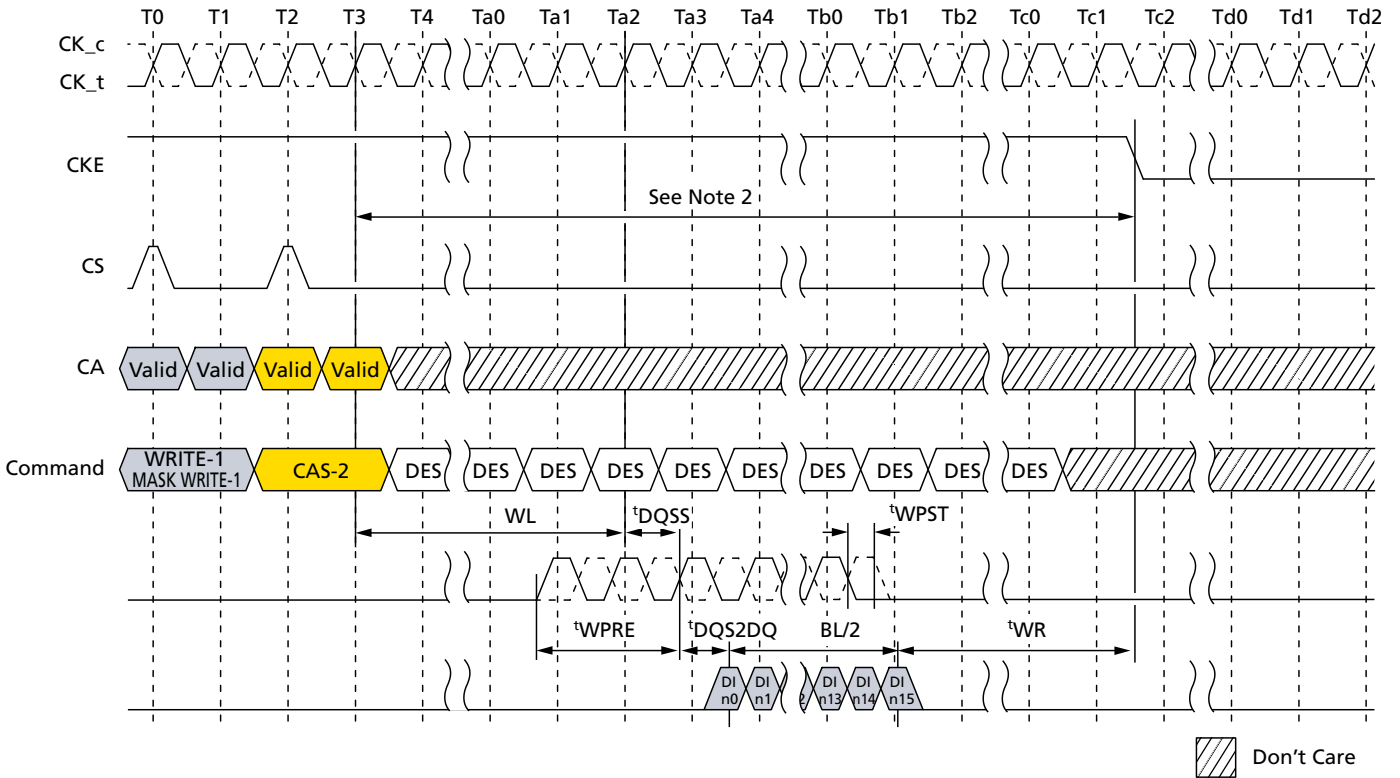 T0 T1 T2 T3 T4 Ta0 Ta1 Ta2 Ta3 Ta4 Tb0 Tb1 Tb2 Tc0 Tc1 Tc2 Td0 Td1 Td2
CK_c
CK_t
CKE
See Note 2
CS
CA Valid Valid Valid Valid
WRITE-1
Command MASK WRITE-1 CAS-2 DES DES DES DES DES DES DES DES DES DES
WL tDQSS tWPST
tWPRE tDQS2DQ BL/2 tWR
DI n0 DI n1 2 DI n13 DI n14 DI n15
Don't Care